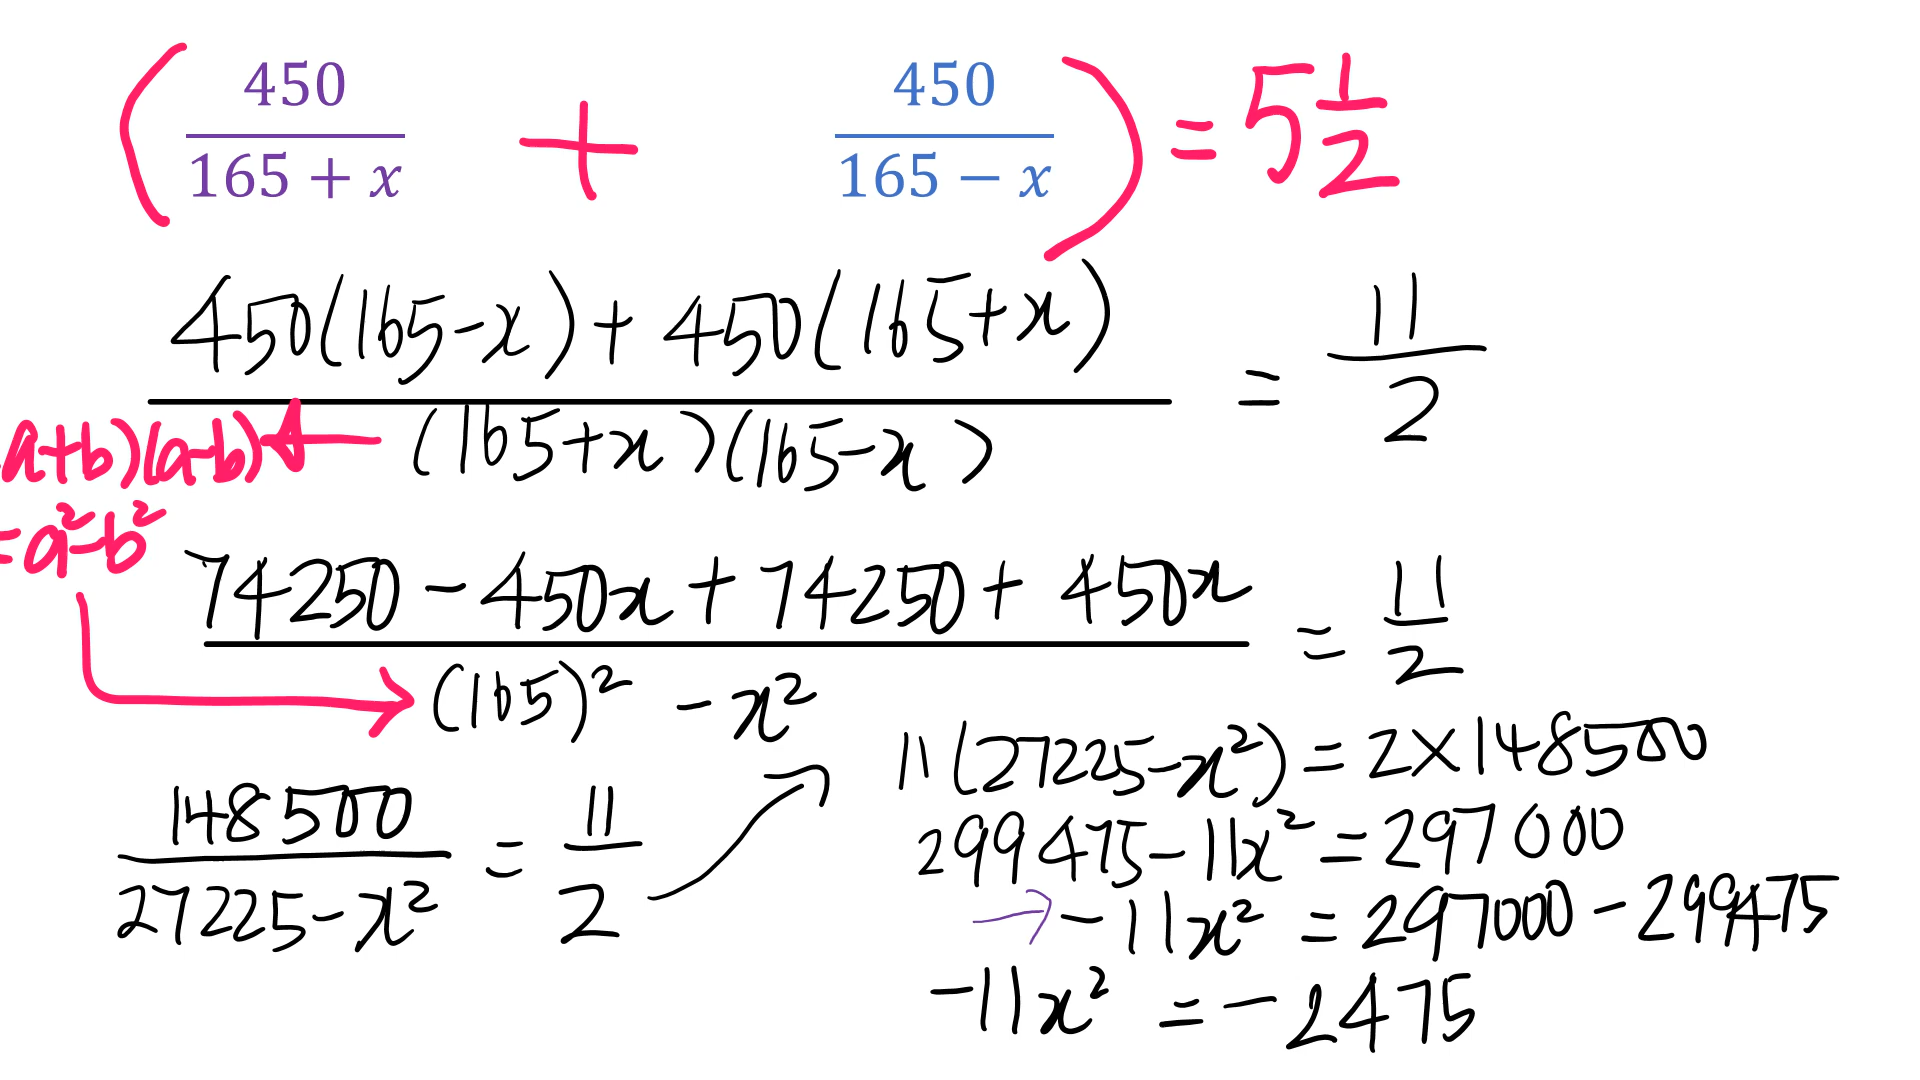 (450/(165 + x) + 450/(165 − x)) = 5 1/2
(450(165-x) + 450(165+x))/((165+x)(165-x)) = 11/2
a+b)(a-b)
=a²-b²
(74250 - 450x + 74250 + 450x)/((165)² - x²) = 11/2
148500/(27225-x²) = 11/2
11(27225-x²) = 2×148500
299475-11x² = 297000
-11x² = 297000-299475
-11x² = -2475